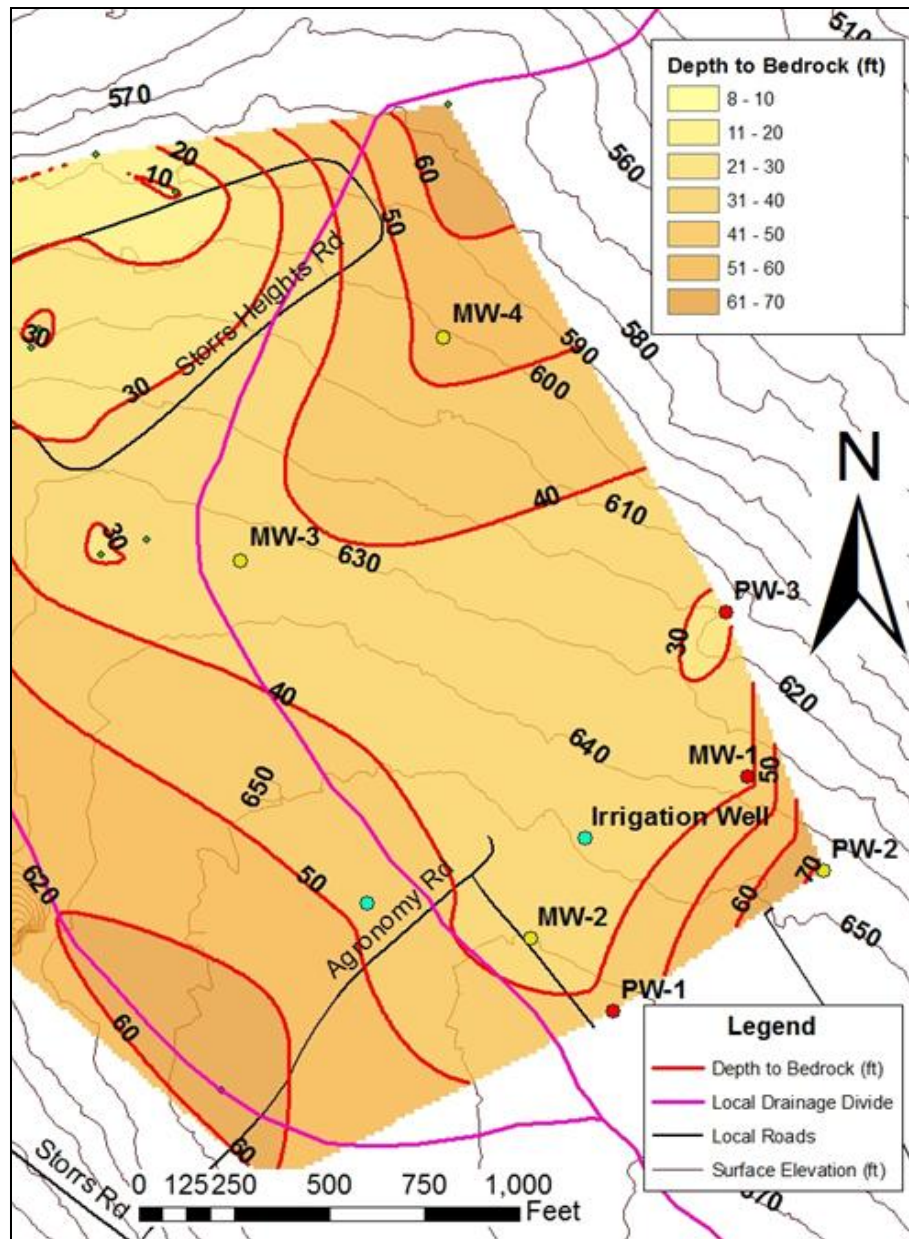 510
570
Depth to Bedrock (ft)
8 - 10
11 - 20
21 - 30
31 - 40
41 - 50
51 - 60
61 - 70
560
20
10
60
50
Storrs Heights Rd
MW-4
580
590
30
600
30
N
40
610
30
MW-3
630
PW-3
30
620
40
640
MW-1
50
650
Irrigation Well
PW-2
70
620
50
60
Agronomy Rd
MW-2
650
PW-1
60
Legend
Depth to Bedrock (ft)
Local Drainage Divide
Local Roads
Surface Elevation (ft)
60
Storrs Rd
0 125 250 500 750 1,000
Feet